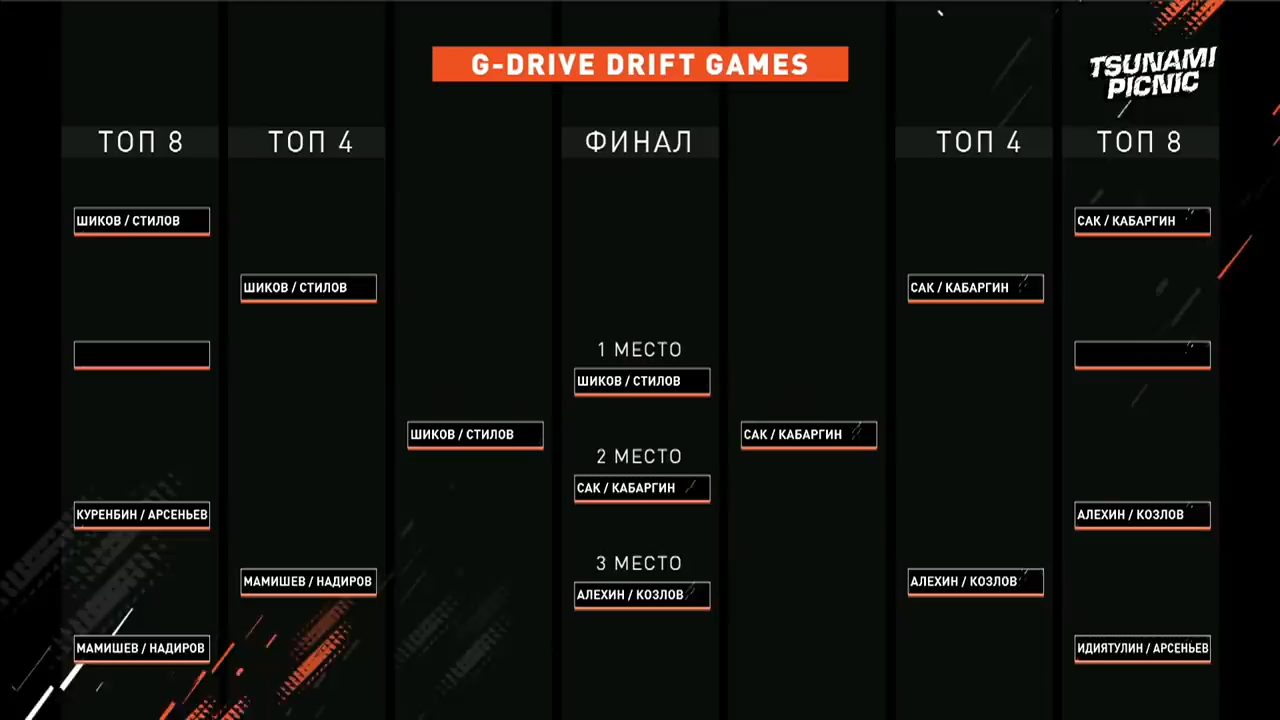 G-DRIVE DRIFT GAMES
TSUNAMI
PICNIC
ТОП 8
ТОП 4
ФИНАЛ
ТОП 4
ТОП 8
ШИКОВ / СТИЛОВ
САК / КАБАРГИН
ШИКОВ / СТИЛОВ
САК / КАБАРГИН
1 МЕСТО
ШИКОВ / СТИЛОВ
ШИКОВ / СТИЛОВ
САК / КАБАРГИН
2 МЕСТО
САК / КАБАРГИН
КУРЕНБИН / АРСЕНЬЕВ
АЛЕХИН / КОЗЛОВ
3 МЕСТО
МАМИШЕВ / НАДИРОВ
АЛЕХИН / КОЗЛОВ
АЛЕХИН / КОЗЛОВ
МАМИШЕВ / НАДИРОВ
ИДИЯТУЛИН / АРСЕНЬЕВ